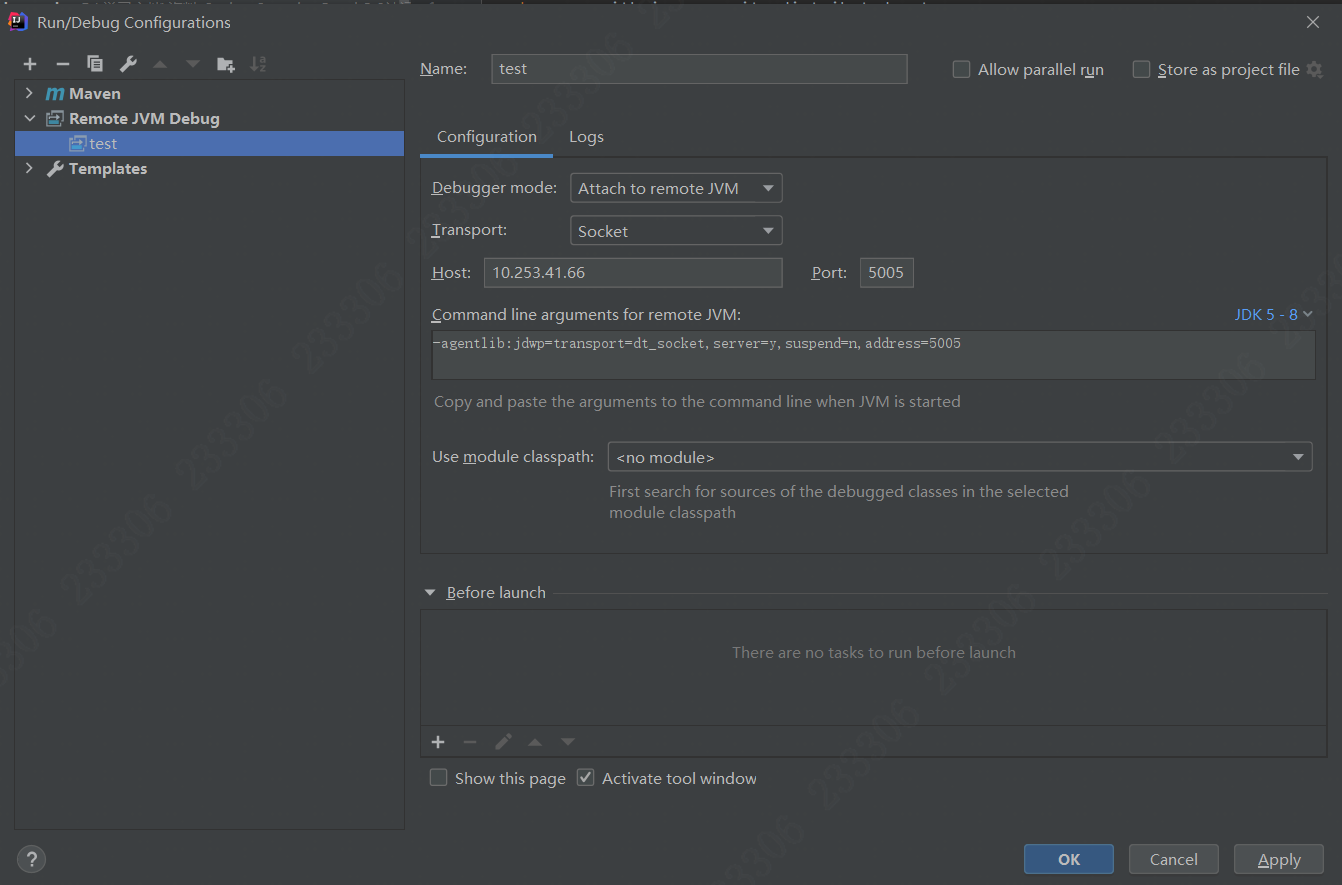 Run/Debug Configurations
Maven
Remote JVM Debug
test
Templates
Name: test
Allow parallel run
Store as project file
Configuration
Logs
Debugger mode: Attach to remote JVM
Transport: Socket
Host: 10.253.41.66 Port: 5005
Command line arguments for remote JVM:
JDK 5 - 8
-agentlib:jdwp=transport=dt_socket,server=y,suspend=n,address=5005
Copy and paste the arguments to the command line when JVM is started
Use module classpath: <no module>
First search for sources of the debugged classes in the selected
module classpath
Before launch
There are no tasks to run before launch
Show this page
Activate tool window
?
OK
Cancel
Apply
233306